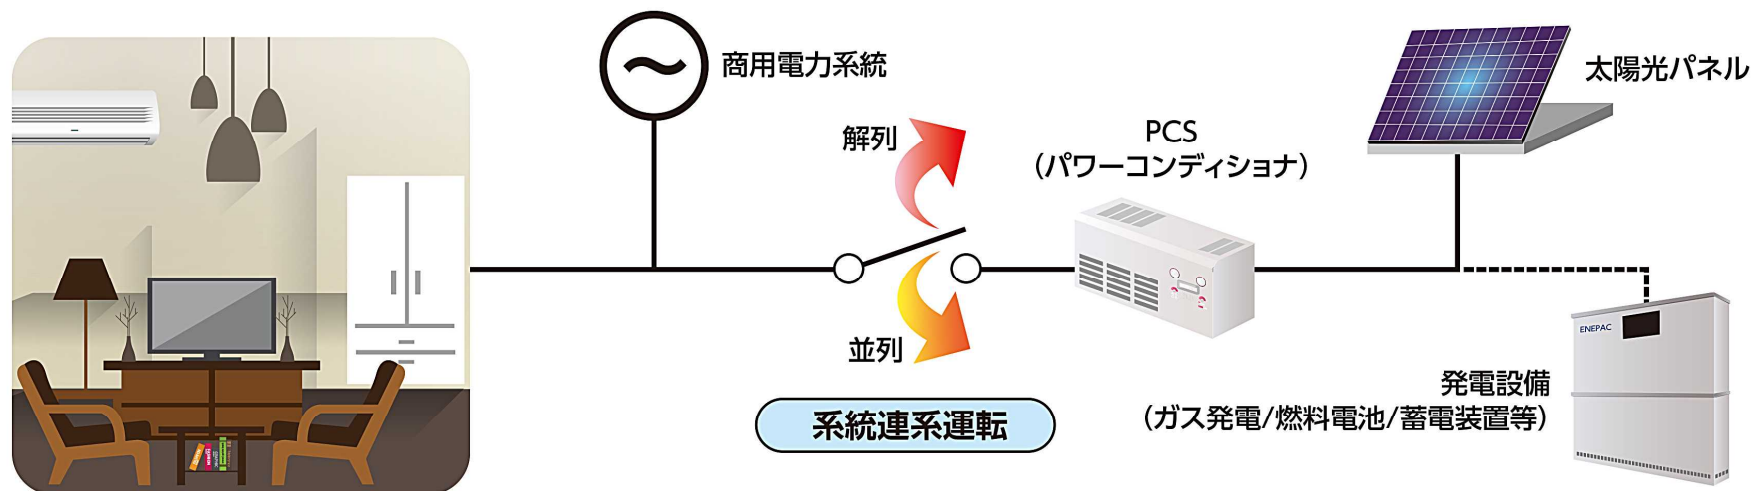 商用電力系統
解列
並列
系統連系運転
PCS
(パワーコンディショナ)
太陽光パネル
ENEPAC
発電設備
(ガス発電/燃料電池/蓄電装置等)